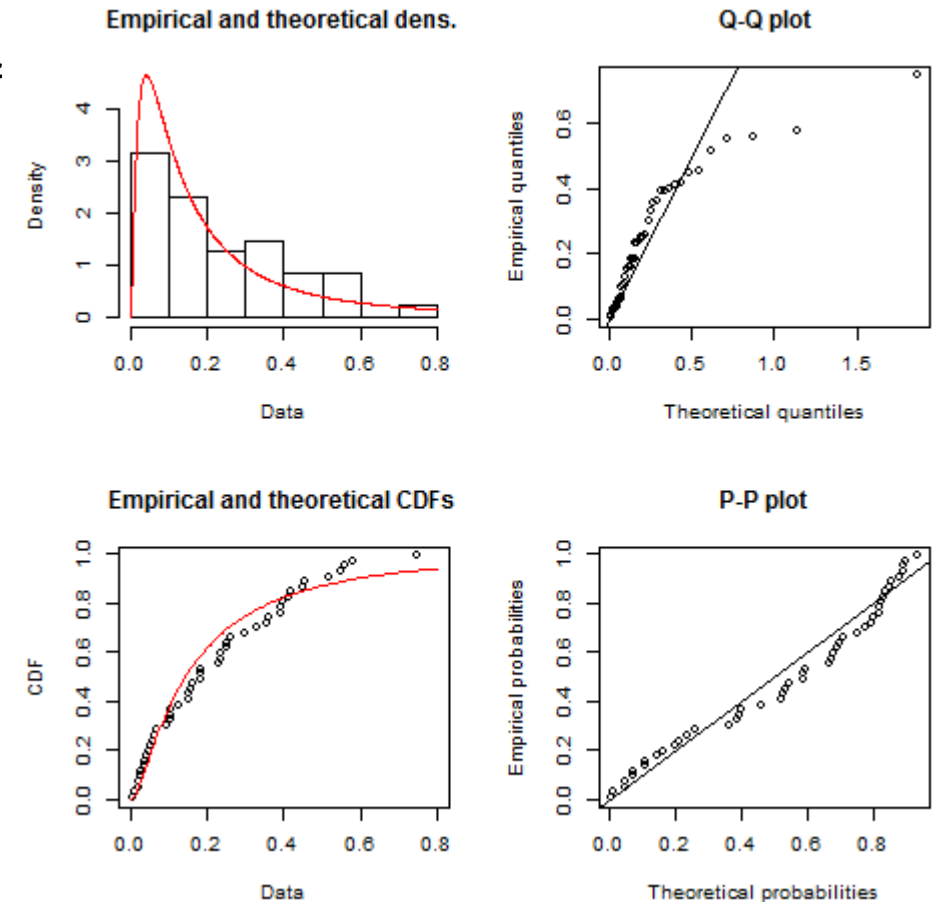 Empirical and theoretical dens.
Density
0 1 2 3 4
0.0 0.2 0.4 0.6 0.8
Data
Q-Q plot
Empirical quantiles
0.0 0.2 0.4 0.6
0.0 0.5 1.0 1.5
Theoretical quantiles
Empirical and theoretical CDFs
CDF
0.0 0.2 0.4 0.6 0.8 1.0
0.0 0.2 0.4 0.6 0.8
Data
P-P plot
Empirical probabilities
0.0 0.2 0.4 0.6 0.8 1.0
0.0 0.2 0.4 0.6 0.8
Theoretical probabilities